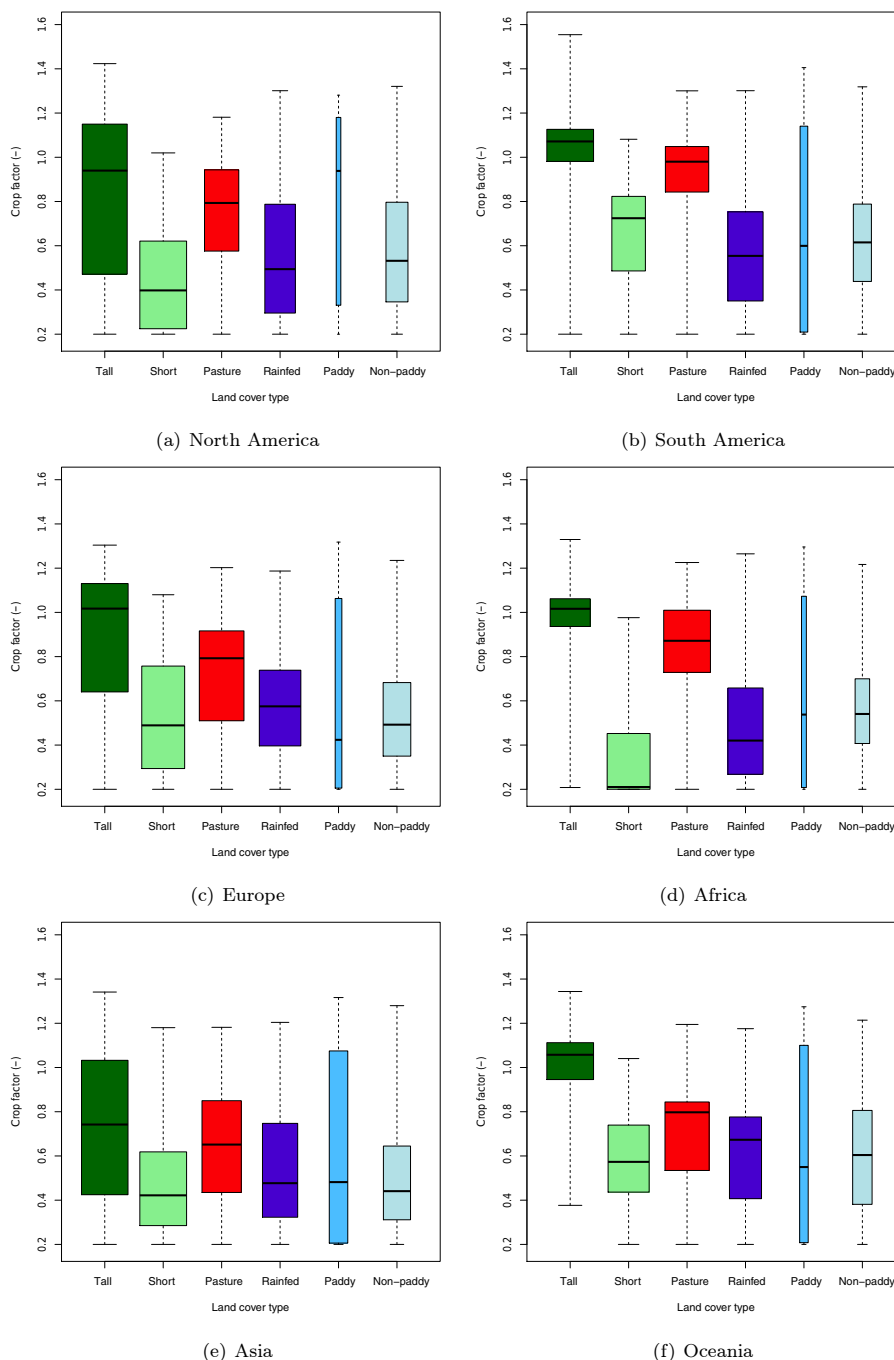 1.6
1.4
1.2
1.0
0.8
0.6
0.4
0.2
Crop factor (−)
Tall Short Pasture Rainfed Paddy Non−paddy
Land cover type
(a) North America
1.6
1.4
1.2
1.0
0.8
0.6
0.4
0.2
Crop factor (−)
Tall Short Pasture Rainfed Paddy Non−paddy
Land cover type
(b) South America
1.6
1.4
1.2
1.0
0.8
0.6
0.4
0.2
Crop factor (−)
Tall Short Pasture Rainfed Paddy Non−paddy
Land cover type
(c) Europe
1.6
1.4
1.2
1.0
0.8
0.6
0.4
0.2
Crop factor (−)
Tall Short Pasture Rainfed Paddy Non−paddy
Land cover type
(d) Africa
1.6
1.4
1.2
1.0
0.8
0.6
0.4
0.2
Crop factor (−)
Tall Short Pasture Rainfed Paddy Non−paddy
Land cover type
(e) Asia
1.6
1.4
1.2
1.0
0.8
0.6
0.4
0.2
Crop factor (−)
Tall Short Pasture Rainfed Paddy Non−paddy
Land cover type
(f) Oceania